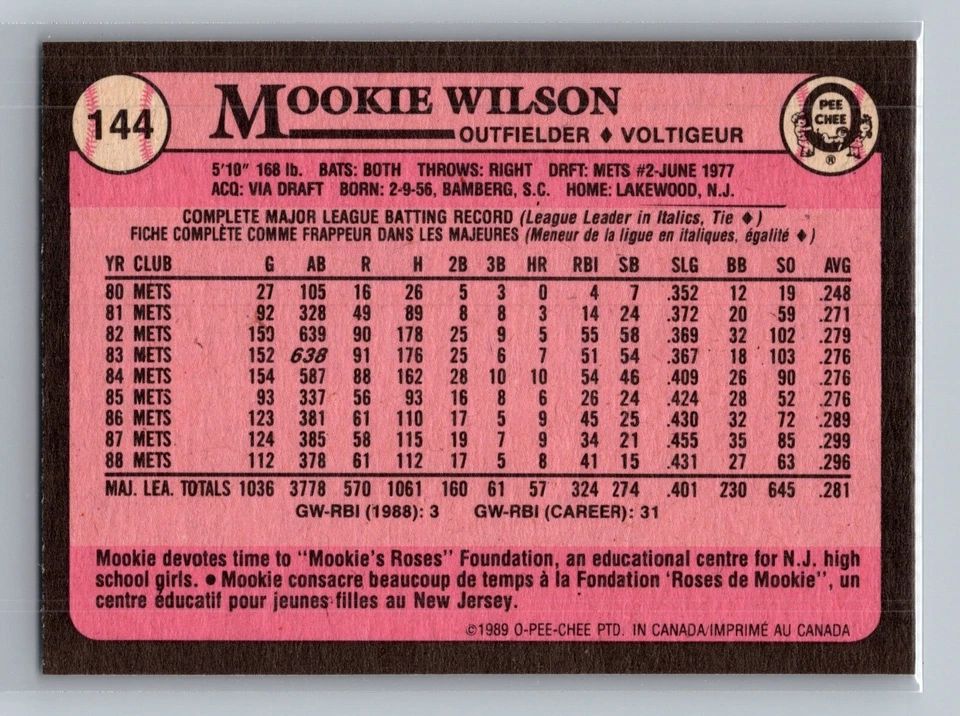 144
MOOKIE WILSON
OUTFIELDER ♦ VOLTIGEUR
O PEE CHEE ®
5'10" 168 lb. BATS: BOTH THROWS: RIGHT DRFT: METS #2-JUNE 1977
ACQ: VIA DRAFT BORN: 2-9-56, BAMBERG, S.C. HOME: LAKEWOOD, N.J.
COMPLETE MAJOR LEAGUE BATTING RECORD (League Leader in Italics, Tie ♦)
FICHE COMPLÈTE COMME FRAPPEUR DANS LES MAJEURES (Meneur de la ligue en italiques, égalité ♦)
YR CLUB G AB R H 2B 3B HR RBI SB SLG BB SO AVG
80 METS 27 105 16 26 5 3 0 4 7 .352 12 19 .248
81 METS 92 328 49 89 8 8 3 14 24 .372 20 59 .271
82 METS 159 639 90 178 25 9 5 55 58 .369 32 102 .279
83 METS 152 638 91 176 25 6 7 51 54 .367 18 103 .276
84 METS 154 587 88 162 28 10 10 54 46 .409 26 90 .276
85 METS 93 337 56 93 16 8 6 26 24 .424 28 52 .276
86 METS 123 381 61 110 17 5 9 45 25 .430 32 72 .289
87 METS 124 385 58 115 19 7 9 34 21 .455 35 85 .299
88 METS 112 378 61 112 17 5 8 41 15 .431 27 63 .296
MAJ. LEA. TOTALS 1036 3778 570 1061 160 61 57 324 274 .401 230 645 .281
GW-RBI (1988): 3 GW-RBI (CAREER): 31
Mookie devotes time to "Mookie's Roses" Foundation, an educational centre for N.J. high
school girls. ● Mookie consacre beaucoup de temps à la Fondation 'Roses de Mookie", un
centre éducatif pour jeunes filles au New Jersey.
©1989 O-PEE-CHEE PTD. IN CANADA/IMPRIMÉ AU CANADA